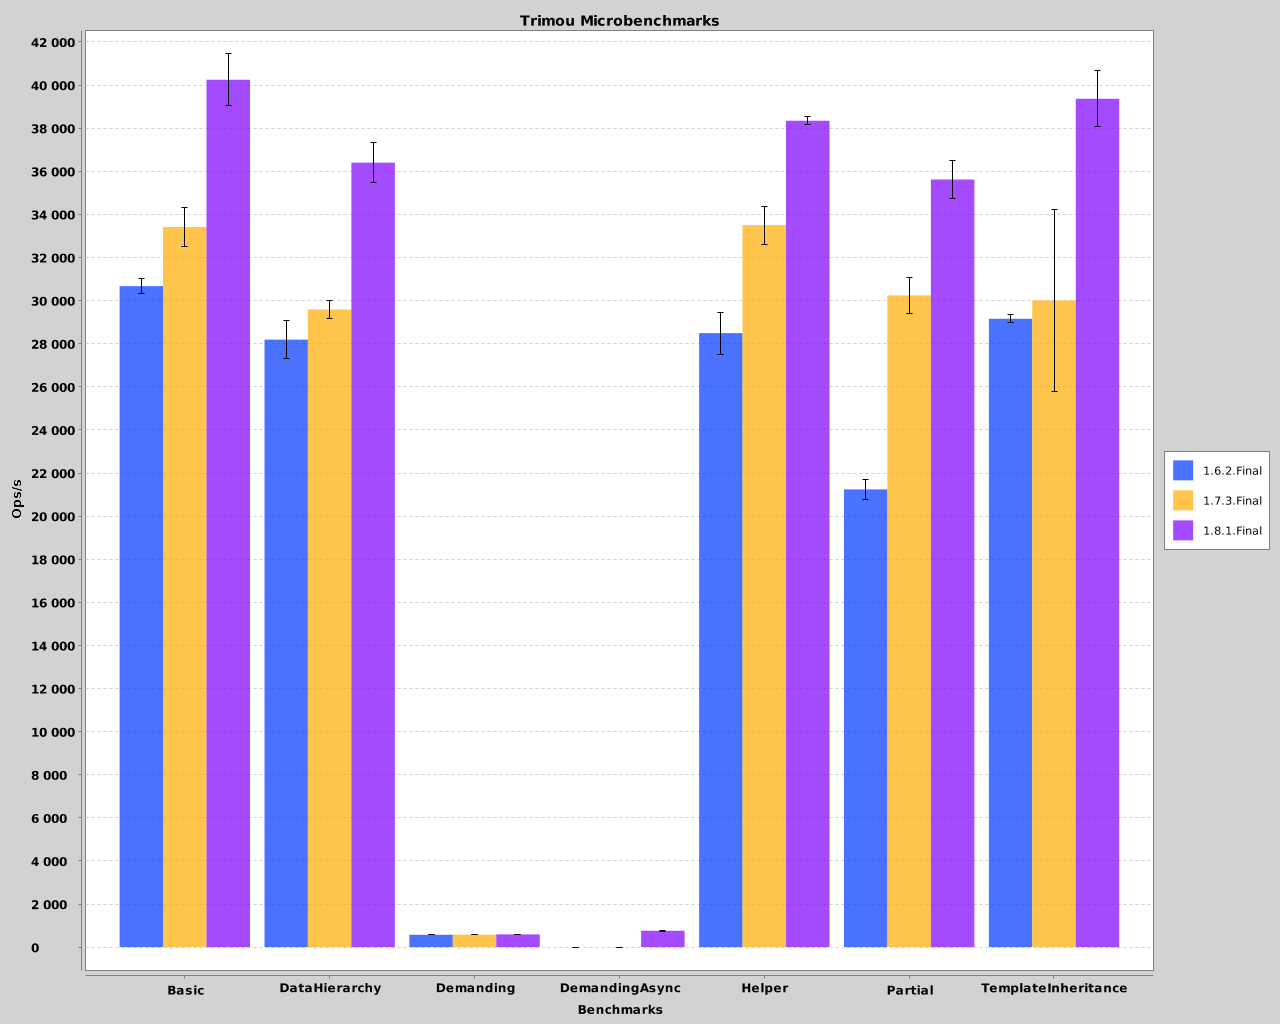 Trimou Microbenchmarks
42 000
40 000
38 000
36 000
34 000
32 000
30 000
28 000
26 000
24 000
22 000
20 000
18 000
16 000
14 000
12 000
10 000
8 000
6 000
4 000
2 000
0
Ops/s
Basic
DataHierarchy
Demanding
DemandingAsync
Helper
Partial
TemplateInheritance
Benchmarks
1.6.2.Final
1.7.3.Final
1.8.1.Final